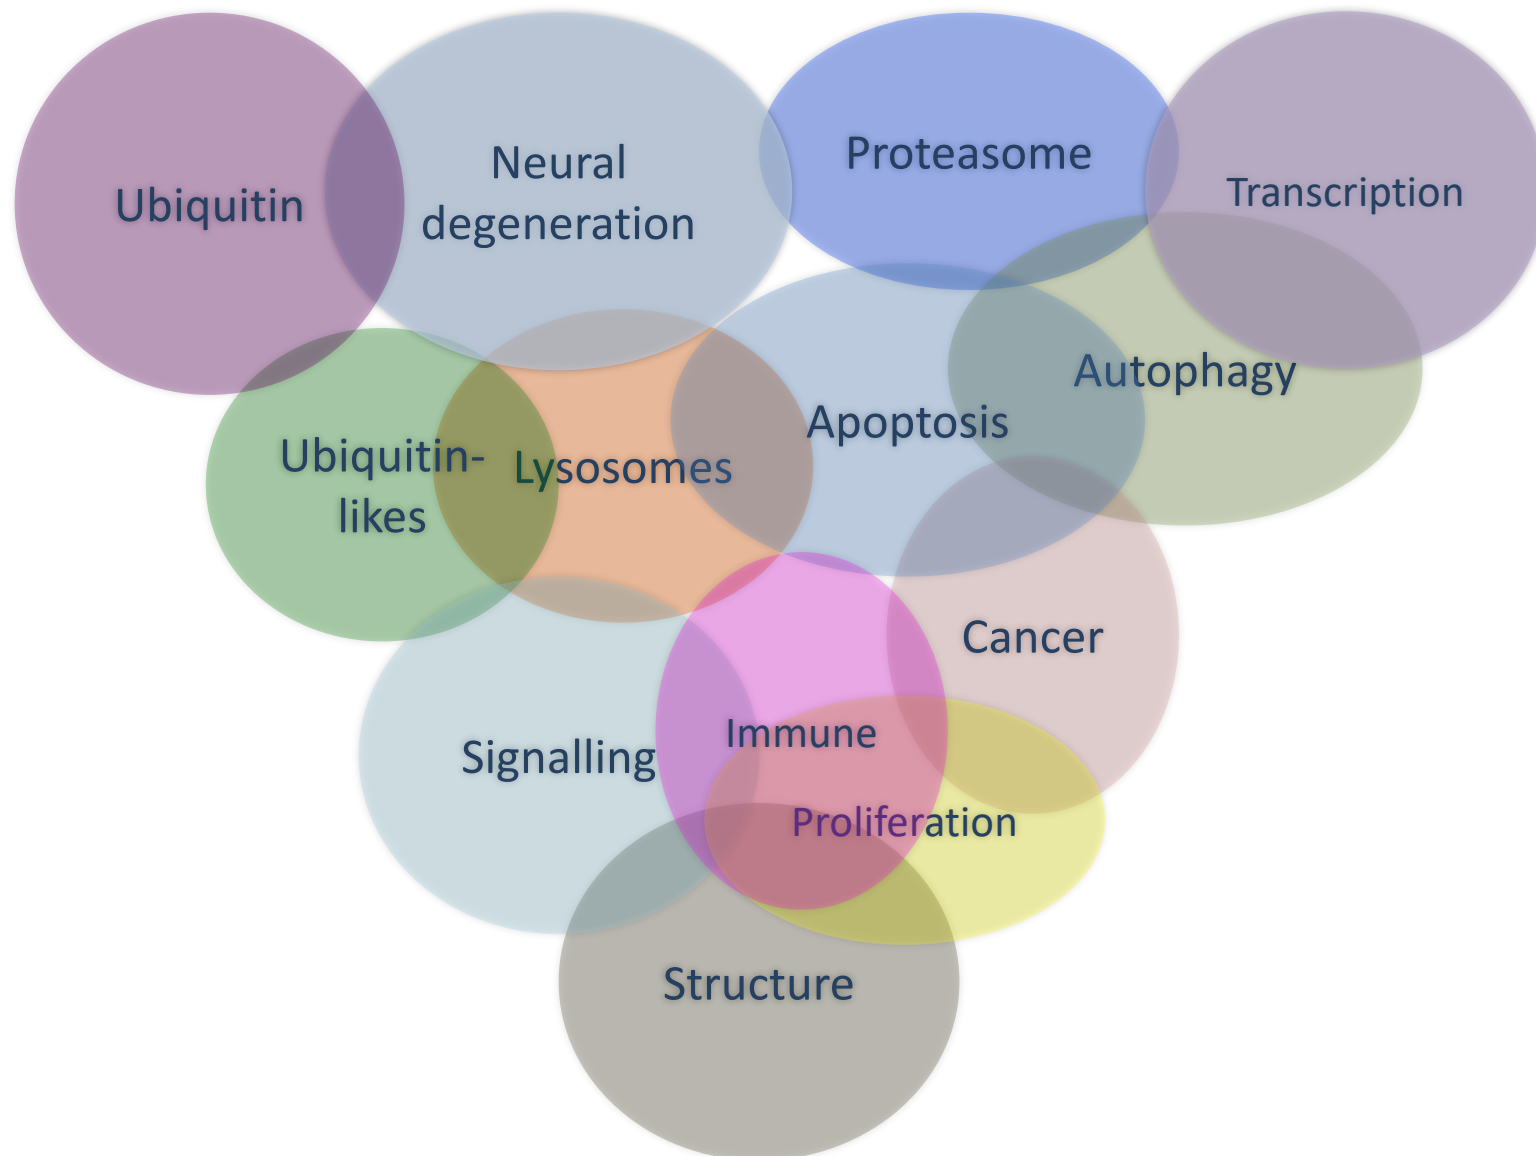 Ubiquitin
Neural
degeneration
Proteasome
Transcription
Ubiquitin-
likes
Lysosomes
Apoptosis
Autophagy
Cancer
Signalling
Immune
Proliferation
Structure